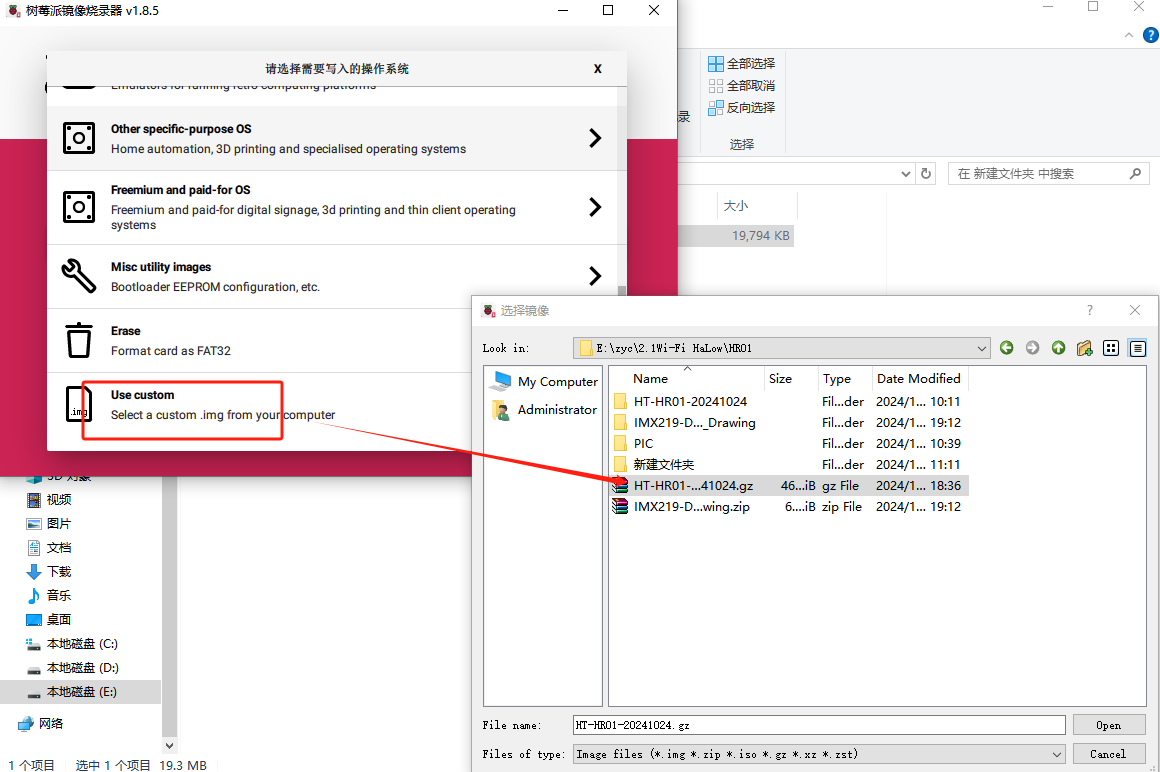 树莓派镜像烧录器 v1.8.5
请选择需要写入的操作系统
X
Emulators for running retro computing platforms
Other specific-purpose OS
Home automation, 3D printing and specialised operating systems
Freemium and paid-for OS
Freemium and paid-for digital signage, 3d printing and thin client operating
systems
Misc utility images
Bootloader EEPROM configuration, etc.
Erase
Format card as FAT32
.img
Use custom
Select a custom .img from your computer
?
全部选择
全部取消
反向选择
录
选择
在 新建文件夹 中搜索
大小
19,794 KB
选择镜像
?
Look in:
E:\zyc\2.1Wi-Fi HaLow\HR01
My Computer
Administrator
Name Size Type Date Modified
HT-HR01-20241024 Fil...der 2024/1... 10:11
IMX219-D..._Drawing Fil...der 2024/1... 19:12
PIC Fil...der 2024/1... 10:39
新建文件夹 Fil...der 2024/1... 11:11
HT-HR01-...41024.gz 46...iB gz File 2024/1... 18:36
IMX219-D...wing.zip 6....iB zip File 2024/1... 19:12
File name: HT-HR01-20241024.gz Open
Files of type: Image files (*.img *.zip *.iso *.gz *.xz *.zst) Cancel
3D 对象
视频
图片
文档
下载
音乐
桌面
本地磁盘 (C:)
本地磁盘 (D:)
本地磁盘 (E:)
网络
1 个项目 选中 1 个项目 19.3 MB